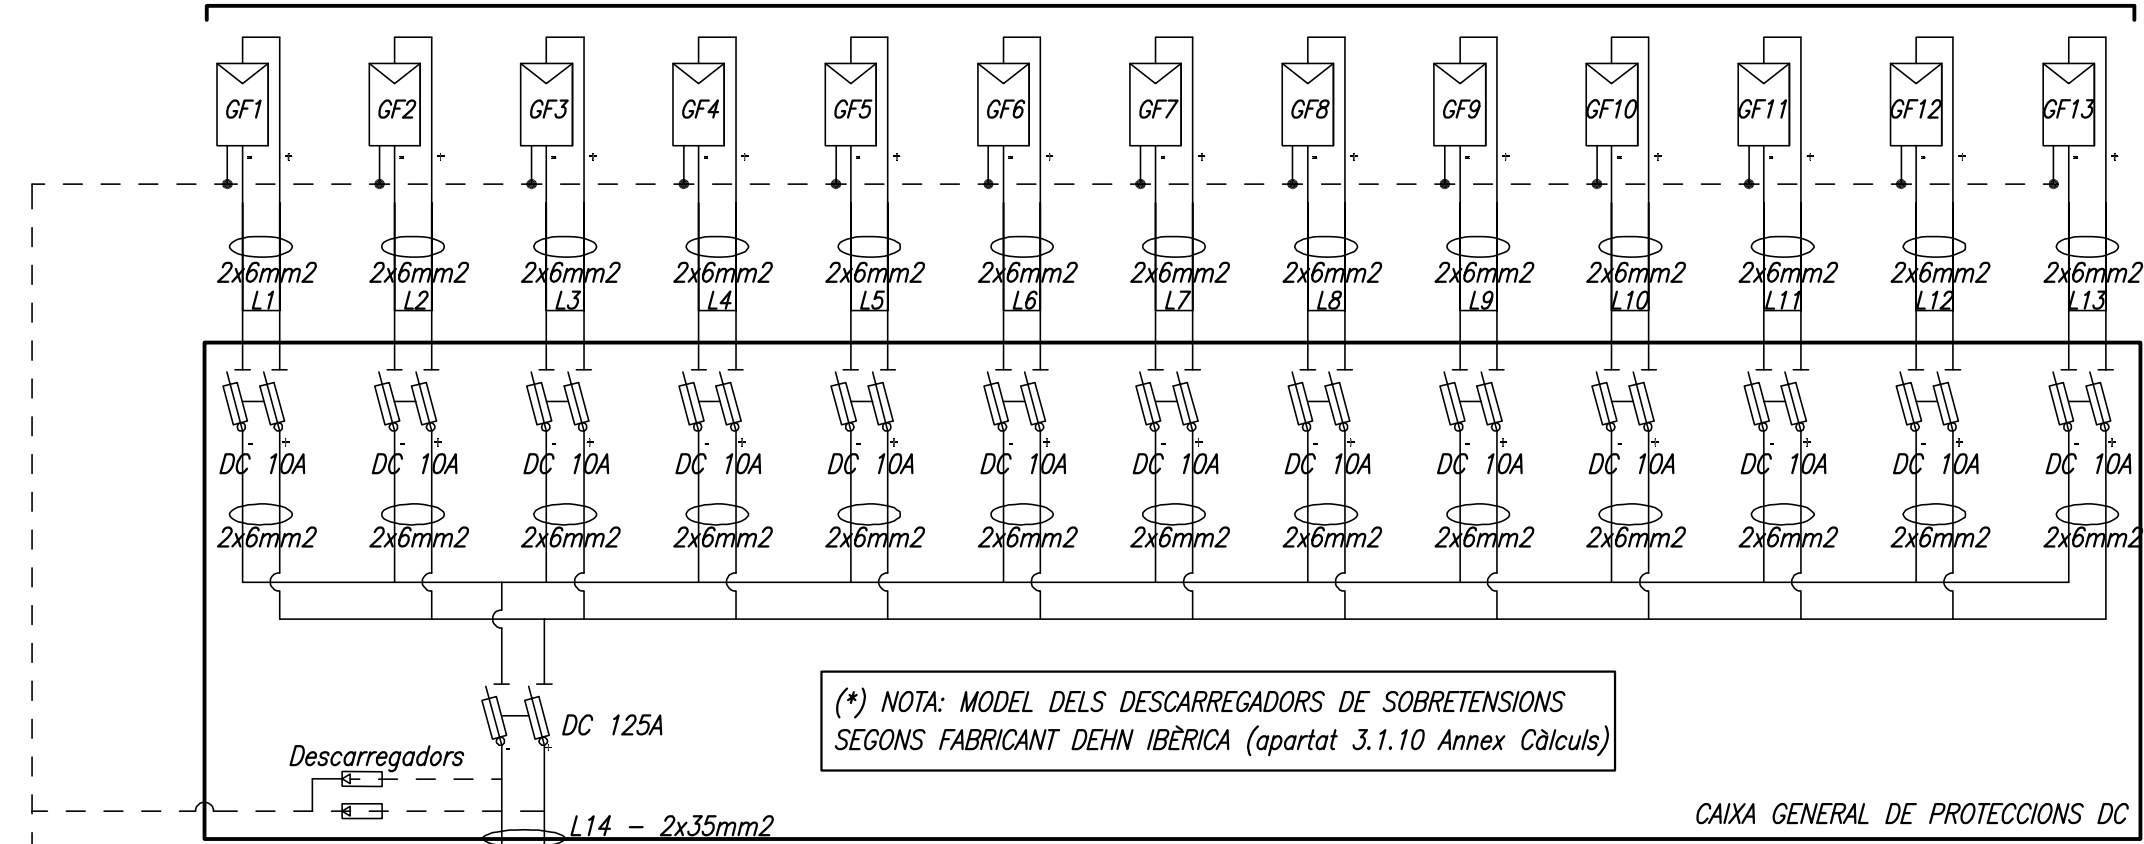 GF1 GF2 GF3 GF4 GF5 GF6 GF7 GF8 GF9 GF10 GF11 GF12 GF13
- + - + - + - + - + - + - + - + - + - + - + - + - +
2x6mm2 2x6mm2 2x6mm2 2x6mm2 2x6mm2 2x6mm2 2x6mm2 2x6mm2 2x6mm2 2x6mm2 2x6mm2 2x6mm2 2x6mm2
L1 L2 L3 L4 L5 L6 L7 L8 L9 L10 L11 L12 L13
- + - + - + - + - + - + - + - + - + - + - + - + - +
DC 10A DC 10A DC 10A DC 10A DC 10A DC 10A DC 10A DC 10A DC 10A DC 10A DC 10A DC 10A DC 10A
2x6mm2 2x6mm2 2x6mm2 2x6mm2 2x6mm2 2x6mm2 2x6mm2 2x6mm2 2x6mm2 2x6mm2 2x6mm2 2x6mm2 2x6mm2
(*) NOTA: MODEL DELS DESCARREGADORS DE SOBRETENSIONS
SEGONS FABRICANT DEHN IBÈRICA (apartat 3.1.10 Annex Càlculs)
DC 125A
- +
Descarregadors
L14 - 2x35mm2
CAIXA GENERAL DE PROTECCIONS DC